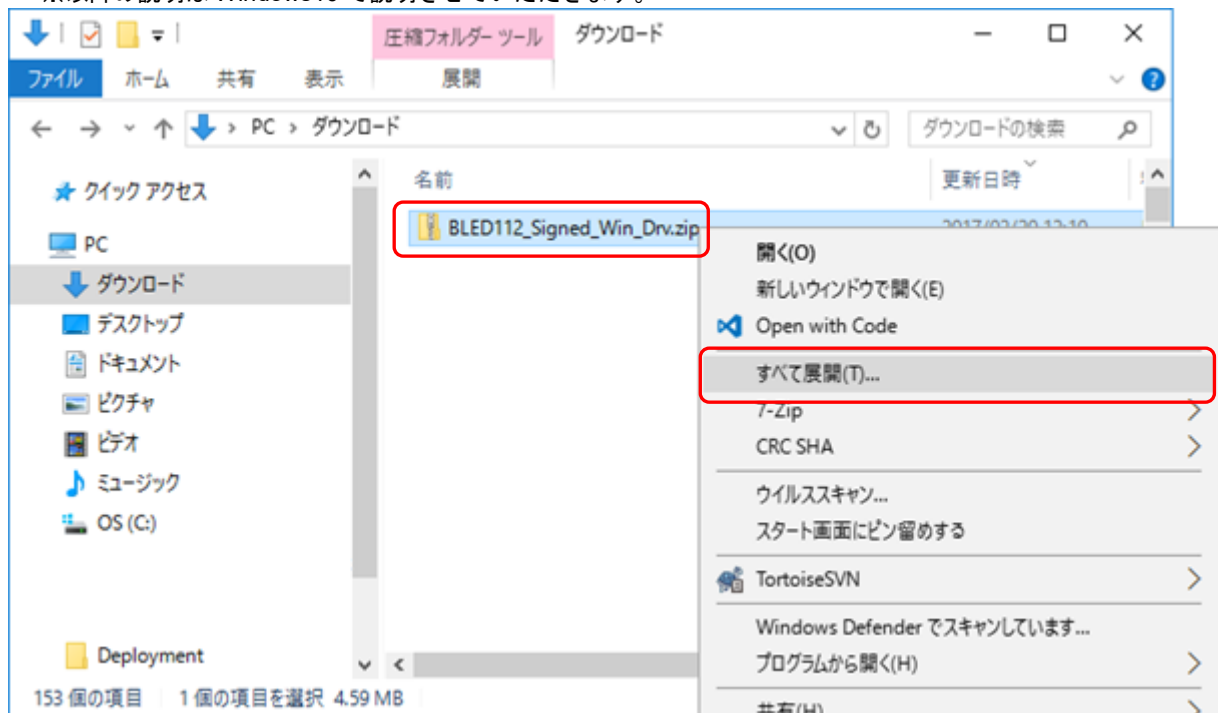 圧縮フォルダー ツール ダウンロード
ファイル ホーム 共有 表示 展開
PC › ダウンロード ダウンロードの検索
名前 更新日時
クイック アクセス
BLED112_Signed_Win_Drv.zip
PC
開く(O)
ダウンロード
新しいウィンドウで開く(E)
デスクトップ
Open with Code
ドキュメント
すべて展開(T)...
ピクチャ
7-Zip
ビデオ
CRC SHA
ミュージック
ウイルススキャン...
OS (C:)
スタート画面にピン留めする
TortoiseSVN
Windows Defender でスキャンしています...
Deployment
プログラムから開く(H)
153 個の項目 1 個の項目を選択 4.59 MB
共有(H)